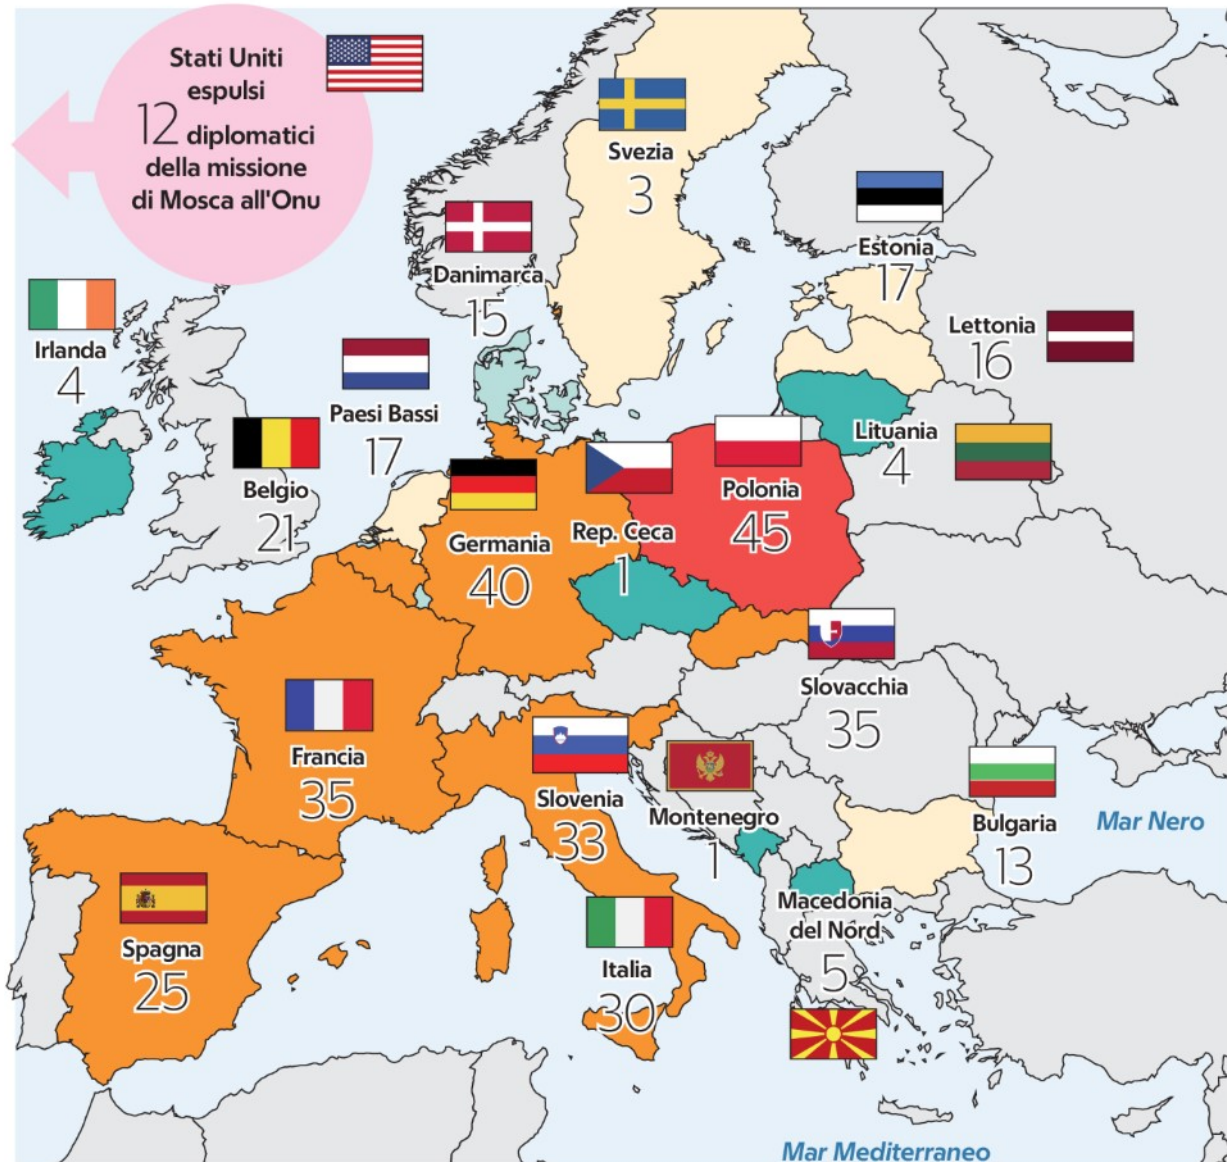 Stati Uniti
espulsi
12 diplomatici
della missione
di Mosca all'Onu
Svezia
3
Estonia
17
Danimarca
15
Lettonia
16
Irlanda
4
Paesi Bassi
17
Lituania
4
Belgio
21
Germania
40
Rep. Ceca
1
Polonia
45
Slovacchia
35
Francia
35
Slovenia
33
Montenegro
1
Bulgaria
13
Mar Nero
Macedonia
del Nord
5
Spagna
25
Italia
30
Mar Mediterraneo